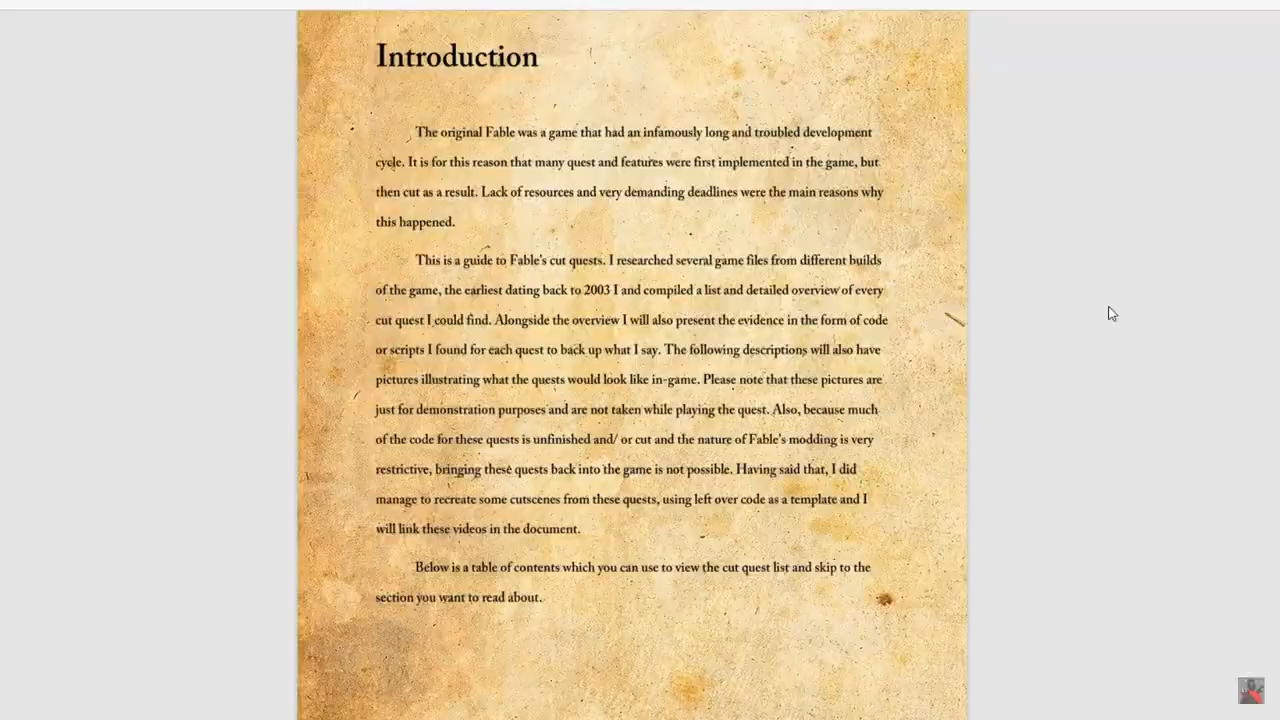 Introduction
The original Fable was a game that had an infamously long and troubled development
cycle. It is for this reason that many quest and features were first implemented in the game, but
then cut as a result. Lack of resources and very demanding deadlines were the main reasons why
this happened.
This is a guide to Fable's cut quests. I researched several game files from different builds
of the game, the earliest dating back to 2003 I and compiled a list and detailed overview of every
cut quest I could find. Alongside the overview I will also present the evidence in the form of code
or scripts I found for each quest to back up what I say. The following descriptions will also have
pictures illustrating what the quests would look like in-game. Please note that these pictures are
just for demonstration purposes and are not taken while playing the quest. Also, because much
of the code for these quests is unfinished and/ or cut and the nature of Fable's modding is very
restrictive, bringing these quests back into the game is not possible. Having said that, I did
manage to recreate some cutscenes from these quests, using left over code as a template and I
will link these videos in the document.
Below is a table of contents which you can use to view the cut quest list and skip to the
section you want to read about.